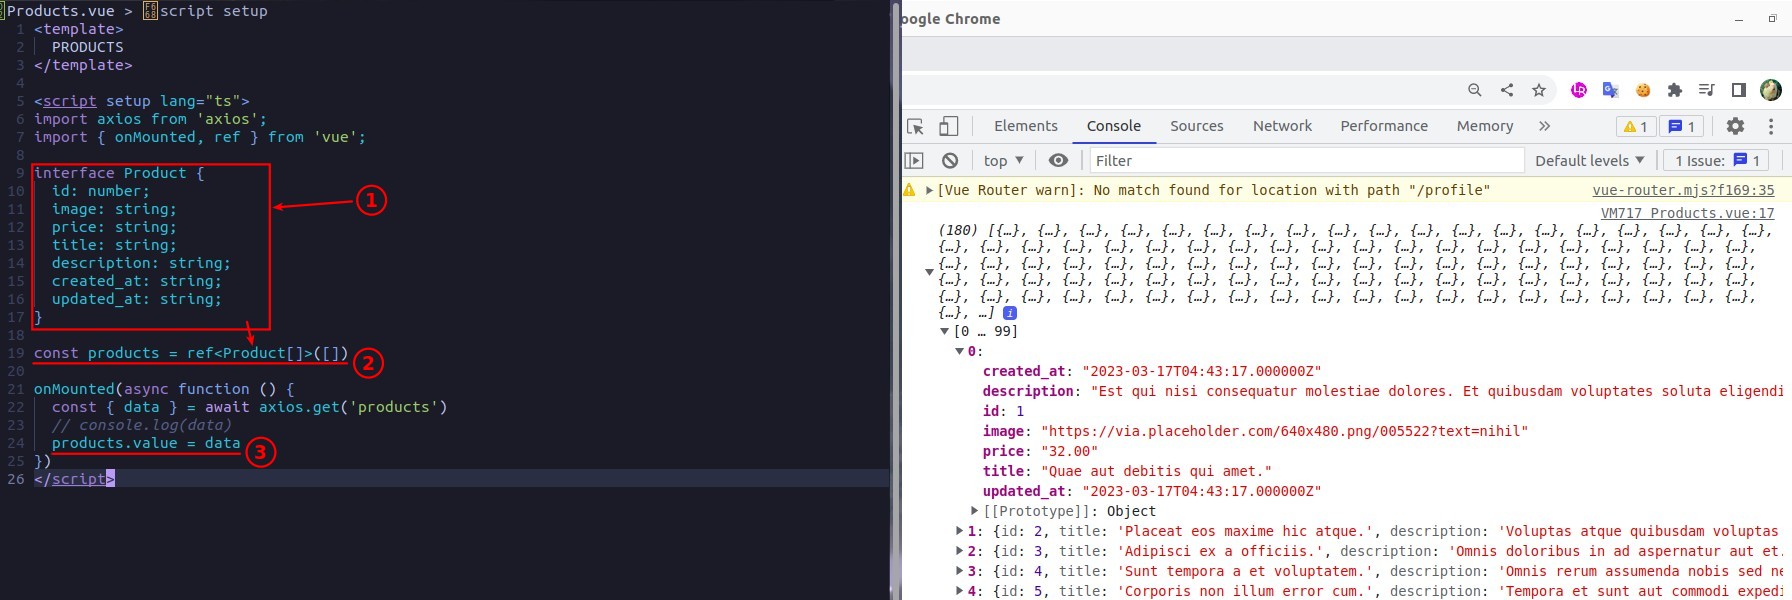 Products.vue > script setup
1 <template>
2 PRODUCTS
3 </template>
4
5 <script setup lang="ts">
6 import axios from 'axios';
7 import { onMounted, ref } from 'vue';
8
9 interface Product {
10 id: number;
11 image: string;
12 price: string;
13 title: string;
14 description: string;
15 created_at: string;
16 updated_at: string;
17 }
18
19 const products = ref<Product[]>([])
20
21 onMounted(async function () {
22 const { data } = await axios.get('products')
23 // console.log(data)
24 products.value = data
25 })
26 </script>
1
2
3
oogle Chrome
Elements Console Sources Network Performance Memory 1 1
top Filter Default levels 1 Issue: 1
[Vue Router warn]: No match found for location with path "/profile" vue-router.mjs?f169:35
VM717 Products.vue:17
(180) [{…}, {…}, {…}, {…}, {…}, {…}, {…}, {…}, {…}, {…}, {…}, {…}, {…}, {…}, {…}, {…}, {…}, {…}, {…}, {…},
{…}, {…}, {…}, {…}, {…}, {…}, {…}, {…}, {…}, {…}, {…}, {…}, {…}, {…}, {…}, {…}, {…}, {…}, {…}, {…},
{…}, {…}, {…}, {…}, {…}, {…}, {…}, {…}, {…}, {…}, {…}, {…}, {…}, {…}, {…}, {…}, {…}, {…}, {…}, {…},
{…}, {…}, {…}, {…}, {…}, {…}, {…}, {…}, {…}, {…}, {…}, {…}, {…}, {…}, {…}, {…}, {…}, {…}, {…}, {…},
{…}, {…}, {…}, {…}, {…}, {…}, {…}, {…}, {…}, {…}, {…}, {…}, {…}, {…}, {…}, {…}, {…}, {…}, {…}, {…},
{…}, …] i
[0 … 99]
0:
created_at: "2023-03-17T04:43:17.000000Z"
description: "Est qui nisi consequatur molestiae dolores. Et quibusdam voluptates soluta eligendi
id: 1
image: "https://via.placeholder.com/640x480.png/005522?text=nihil"
price: "32.00"
title: "Quae aut debitis qui amet."
updated_at: "2023-03-17T04:43:17.000000Z"
[[Prototype]]: Object
1: {id: 2, title: 'Placeat eos maxime hic atque.', description: 'Voluptas atque quibusdam voluptas
2: {id: 3, title: 'Adipisci ex a officiis.', description: 'Omnis doloribus in ad aspernatur aut et.
3: {id: 4, title: 'Sunt tempora a et voluptatem.', description: 'Omnis rerum assumenda nobis sed ne
4: {id: 5, title: 'Corporis non illum error cum.', description: 'Tempora et sunt aut commodi expedi